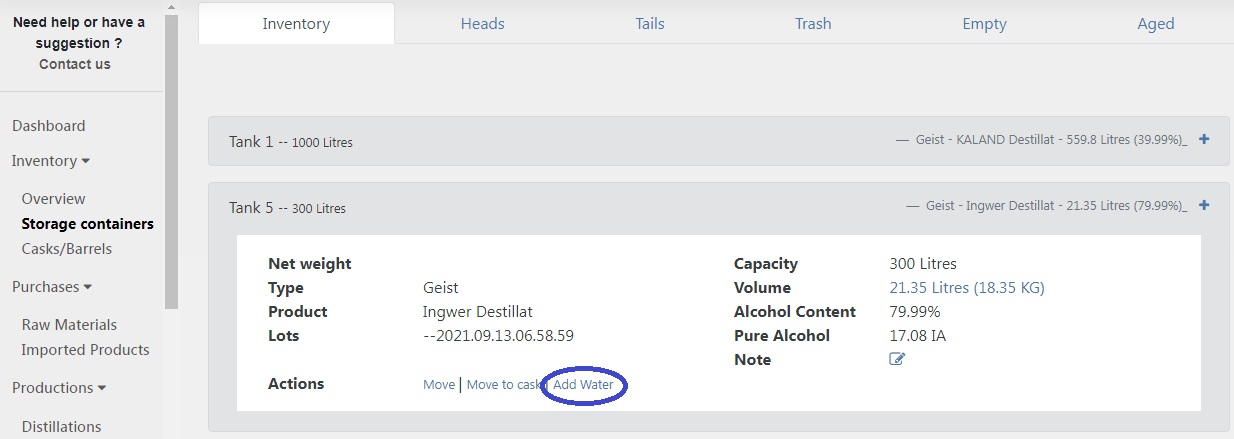 Need help or have a
suggestion ?
Contact us
Dashboard
Inventory
Overview
Storage containers
Casks/Barrels
Purchases
Raw Materials
Imported Products
Productions
Distillations
Inventory Heads Tails Trash Empty Aged
Tank 1 -- 1000 Litres — Geist - KALAND Destillat - 559.8 Litres (39.99%)_ +
Tank 5 -- 300 Litres — Geist - Ingwer Destillat - 21.35 Litres (79.99%)_ +
Net weight Capacity 300 Litres
Type Geist Volume 21.35 Litres (18.35 KG)
Product Ingwer Destillat Alcohol Content 79.99%
Lots --2021.09.13.06.58.59 Pure Alcohol 17.08 lA
Note
Actions Move | Move to cask | Add Water